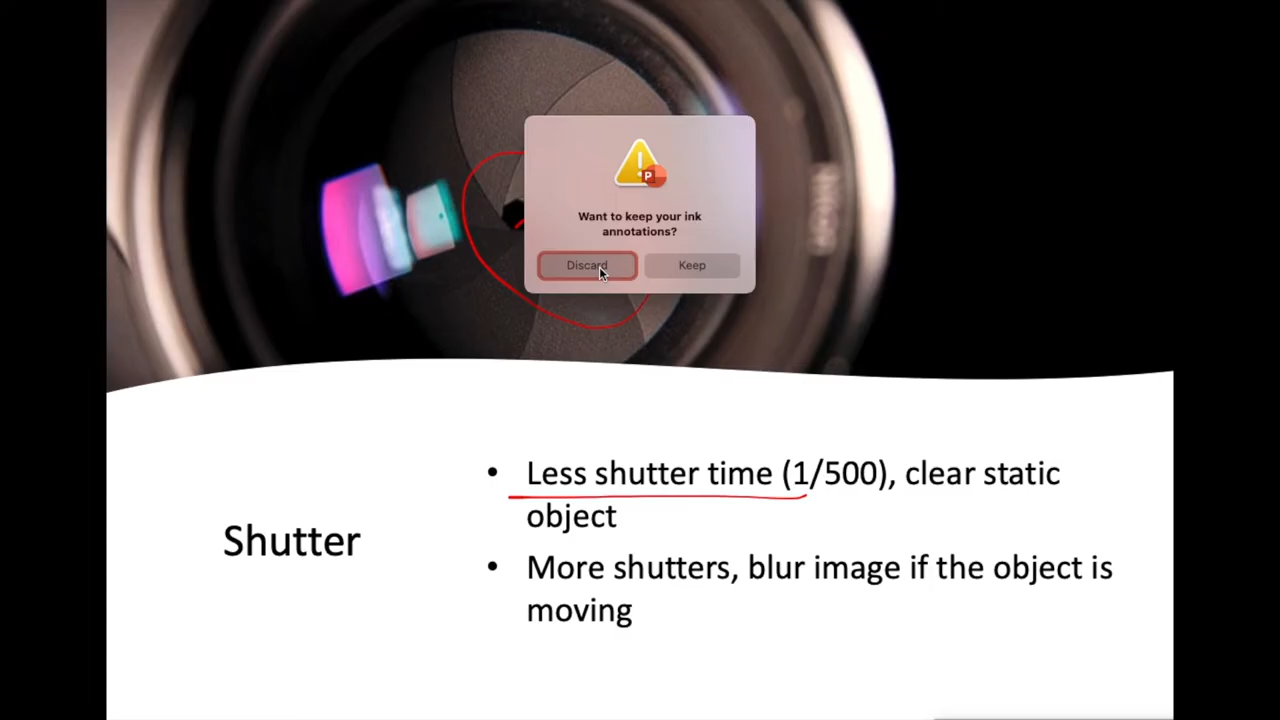 P
Want to keep your ink
annotations?
Discard
Keep
Shutter
• Less shutter time (1/500), clear static
object
• More shutters, blur image if the object is
moving